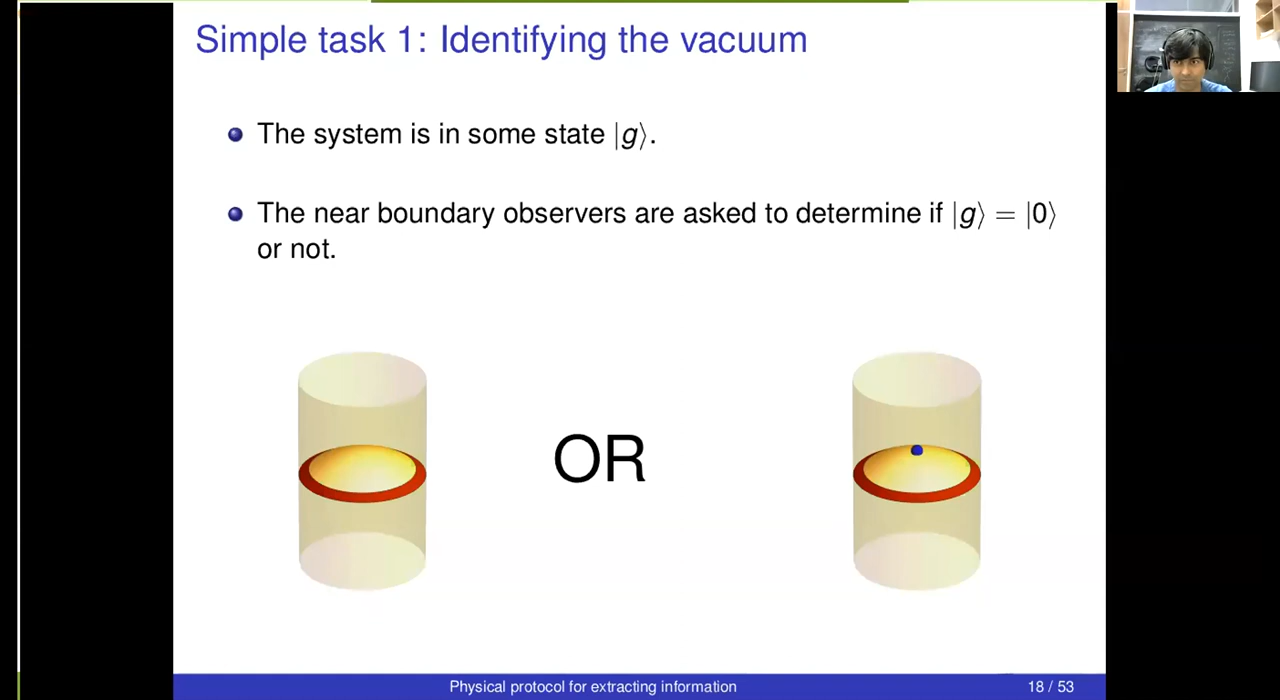 Simple task 1: Identifying the vacuum
The system is in some state |g⟩.
The near boundary observers are asked to determine if |g⟩ = |0⟩
or not.
OR
Physical protocol for extracting information
18 / 53